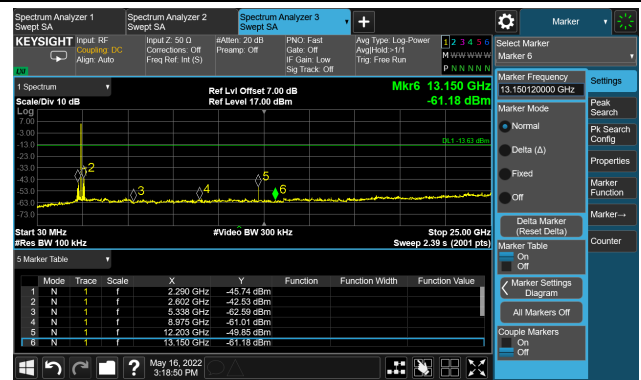 Spectrum Analyzer 1
Swept SA
Spectrum Analyzer 2
Swept SA
Spectrum Analyzer 3
Swept SA
Marker
KEYSIGHT
Input: RF
Coupling: DC
Align: Auto
Input Z: 50 Ω
Corrections: Off
Freq Ref: Int (S)
#Atten: 20 dB
Preamp: Off
PNO: Fast
Gate: Off
IF Gain: Low
Sig Track: Off
Avg Type: Log-Power
Avg|Hold:>1/1
Trig: Free Run
1 2 3 4 5 6
M W W W W W
P N N N N N
LXI
Select Marker
Marker 6
1 Spectrum
Scale/Div 10 dB
Ref Lvl Offset 7.00 dB
Ref Level 17.00 dBm
Mkr6 13.150 GHz
-61.18 dBm
Log
7.00
-3.00
-13.0
-23.0
-33.0
-43.0
-53.0
-63.0
-73.0
DL1 -13.63 dBm
2
3
4
5
6
Start 30 MHz
#Res BW 100 kHz
#Video BW 300 kHz
Stop 25.00 GHz
Sweep 2.39 s (2001 pts)
5 Marker Table
Mode Trace Scale X Y Function Function Width Function Value
1 N 1 f 2.290 GHz -45.74 dBm
2 N 1 f 2.602 GHz -42.53 dBm
3 N 1 f 5.338 GHz -62.59 dBm
4 N 1 f 8.975 GHz -61.01 dBm
5 N 1 f 12.203 GHz -49.85 dBm
6 N 1 f 13.150 GHz -61.18 dBm
Marker Frequency
13.150120000 GHz
Marker Mode
Normal
Delta (Δ)
Fixed
Off
Delta Marker
(Reset Delta)
Marker Table
On
Off
Marker Settings
Diagram
All Markers Off
Couple Markers
On
Off
Settings
Peak
Search
Pk Search
Config
Properties
Marker
Function
Marker→
Counter
?
May 16, 2022
3:18:50 PM